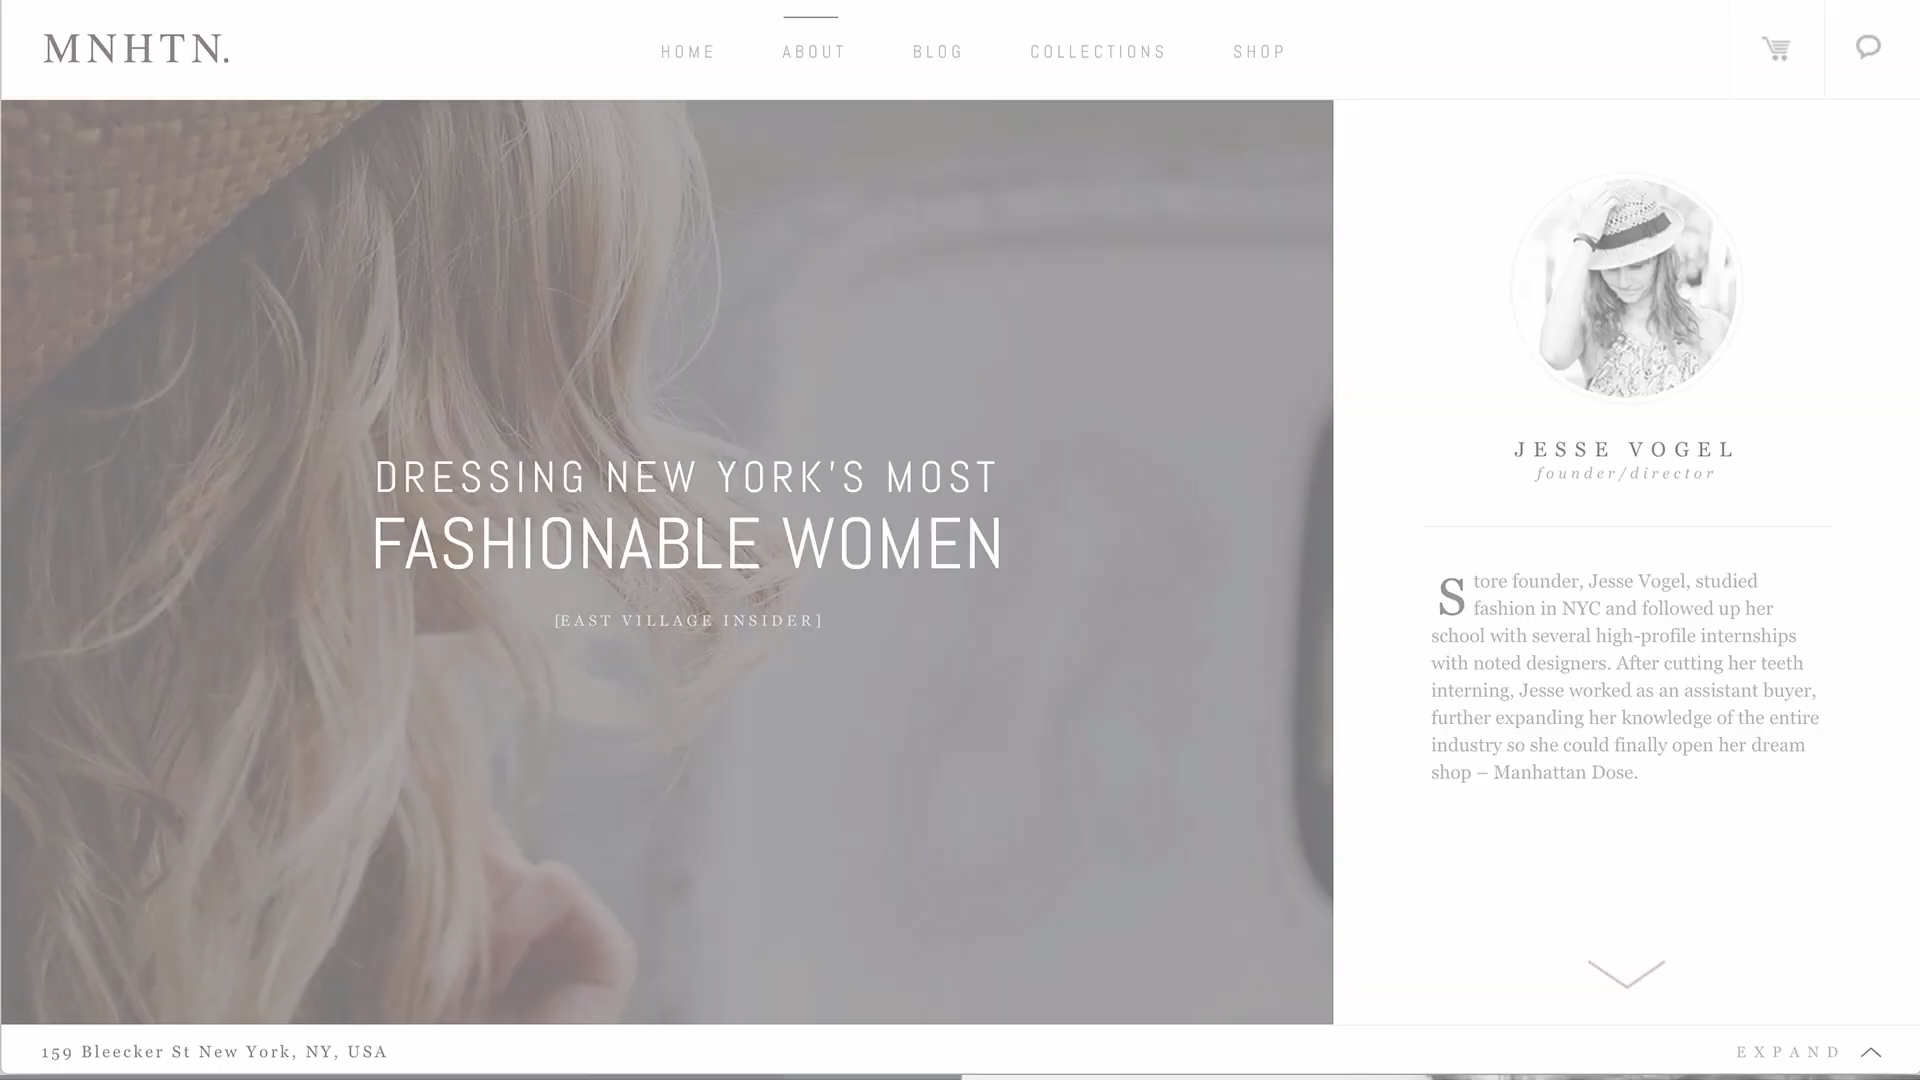 MNHTN.
HOME ABOUT BLOG COLLECTIONS SHOP
DRESSING NEW YORK'S MOST
FASHIONABLE WOMEN
[EAST VILLAGE INSIDER]
JESSE VOGEL
founder/director
Store founder, Jesse Vogel, studied
fashion in NYC and followed up her
school with several high-profile internships
with noted designers. After cutting her teeth
interning, Jesse worked as an assistant buyer,
further expanding her knowledge of the entire
industry so she could finally open her dream
shop – Manhattan Dose.
159 Bleecker St New York, NY, USA
EXPAND